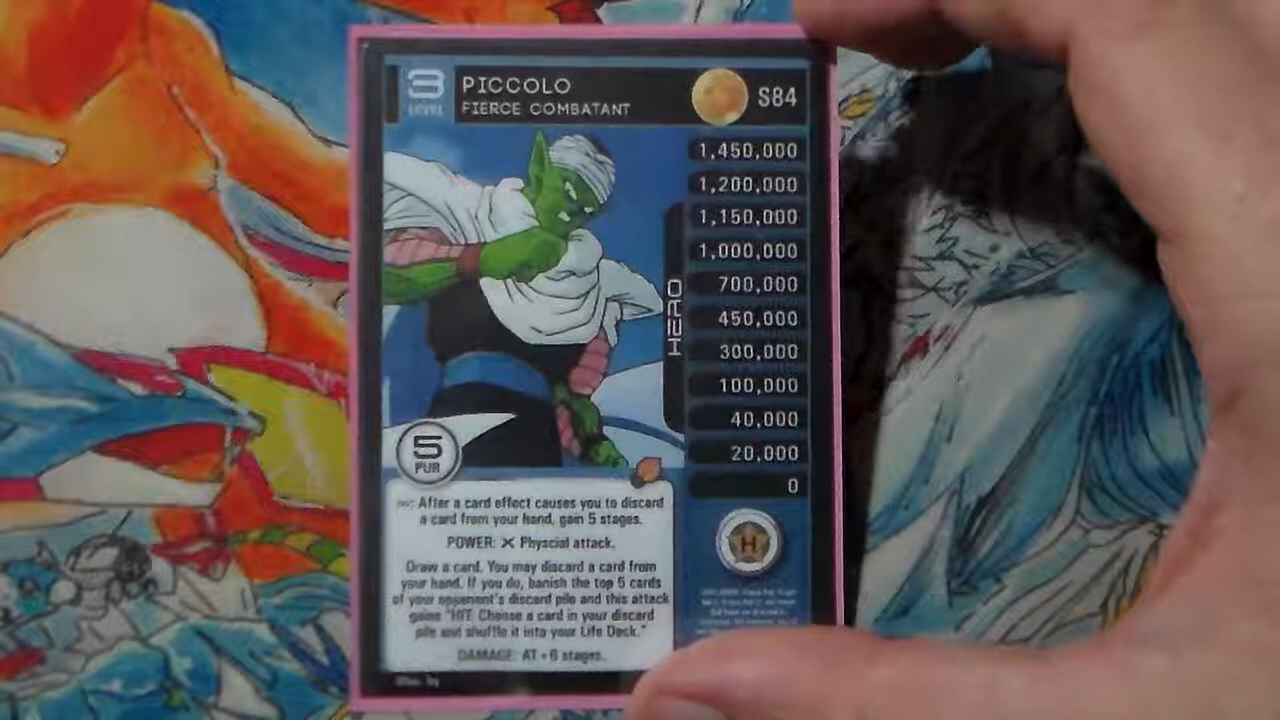 3
LEVEL
PICCOLO
FIERCE COMBATANT
S84
1,450,000
1,200,000
1,150,000
1,000,000
700,000
450,000
300,000
100,000
40,000
20,000
0
HERO
5
PUR
After a card effect causes you to discard
a card from your hand, gain 5 stages.
POWER: X Physcial attack.
Draw a card. You may discard a card from
your hand. If you do, banish the top 5 cards
of your opponent's discard pile and this attack
gains "HIT: Choose a card in your discard
pile and shuffle it into your Life Deck."
DAMAGE: AT +6 stages.
H
Illus. by